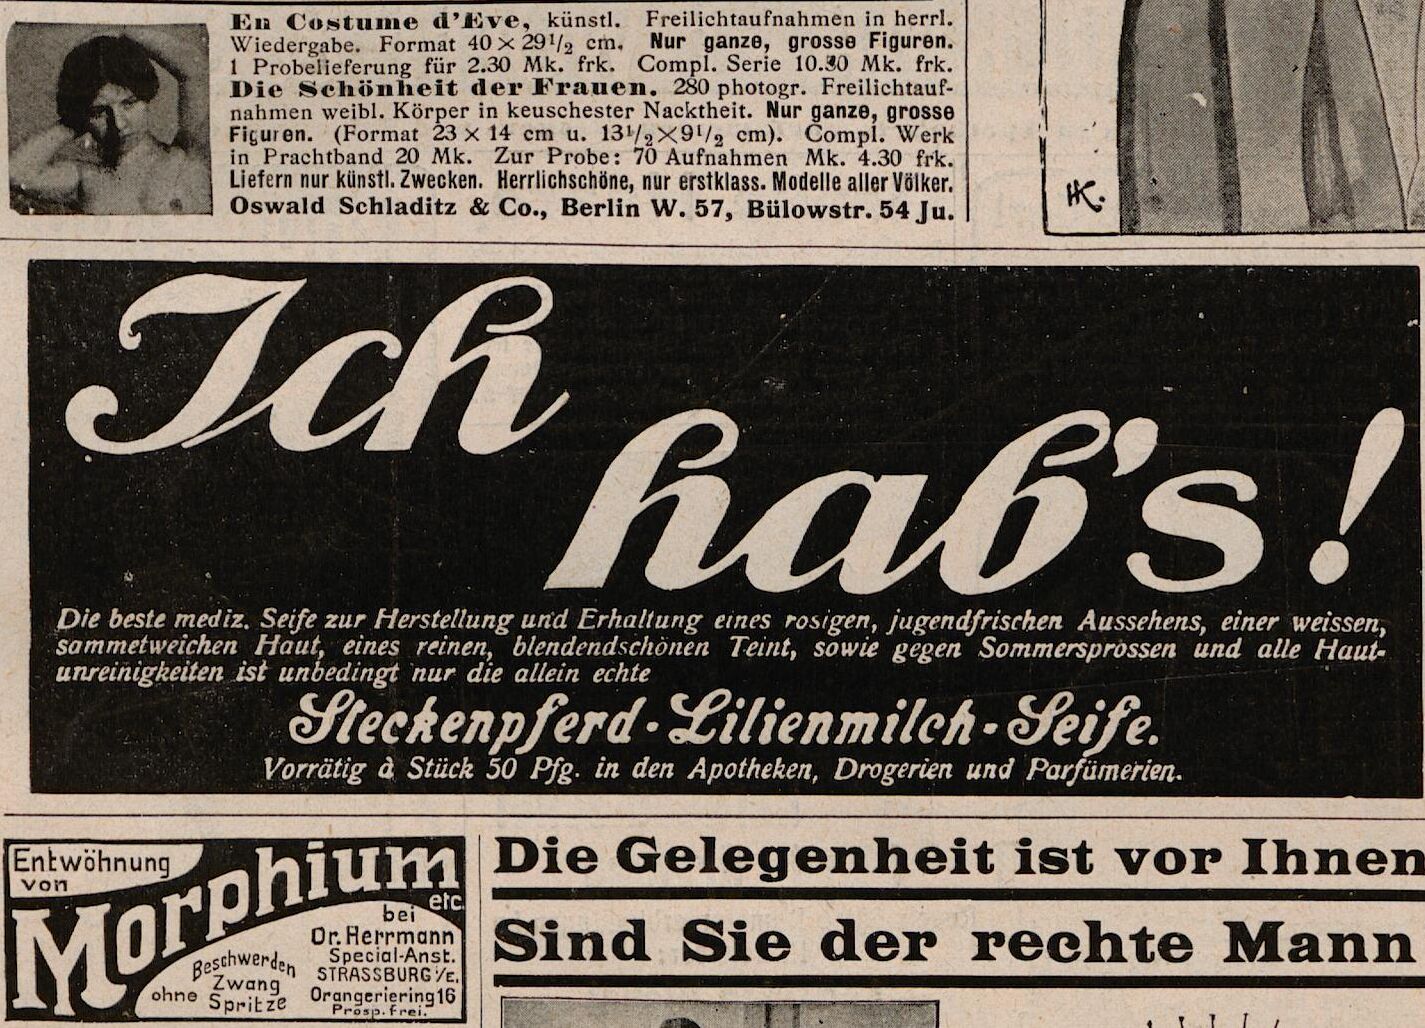 En Costume d'Eve, künstl. Freilichtaufnahmen in herrl.
Wiedergabe. Format 40 × 29½ cm. Nur ganze, grosse Figuren.
1 Probelieferung für 2.30 Mk. frk. Compl. Serie 10.30 Mk. frk.
Die Schönheit der Frauen. 280 photogr. Freilichtauf-
nahmen weibl. Körper in keuschester Nacktheit. Nur ganze, grosse
Figuren. (Format 23 × 14 cm u. 13½×9½ cm). Compl. Werk
in Prachtband 20 Mk. Zur Probe: 70 Aufnahmen Mk. 4.30 frk.
Liefern nur künstl. Zwecken. Herrlichschöne, nur erstklass. Modelle aller Völker.
Oswald Schladitz & Co., Berlin W. 57, Bülowstr. 54 Ju.
HK.
Ich
hab's!
Die beste mediz. Seife zur Herstellung und Erhaltung eines rosigen, jugendfrischen Aussehens, einer weissen,
sammetweichen Haut, eines reinen, blendendschönen Teint, sowie gegen Sommersprossen und alle Haut-
unreinigkeiten ist unbedingt nur die allein echte
Steckenpferd-Lilienmilch-Seife.
Vorrätig à Stück 50 Pfg. in den Apotheken, Drogerien und Parfümerien.
Entwöhnung
von
Morphium
etc.
bei
Dr. Herrmann
Special-Anst.
STRASSBURG i/E.
Orangeriering 16
Prosp. frei.
Beschwerden
Zwang
ohne Spritze
Die Gelegenheit ist vor Ihnen
Sind Sie der rechte Mann